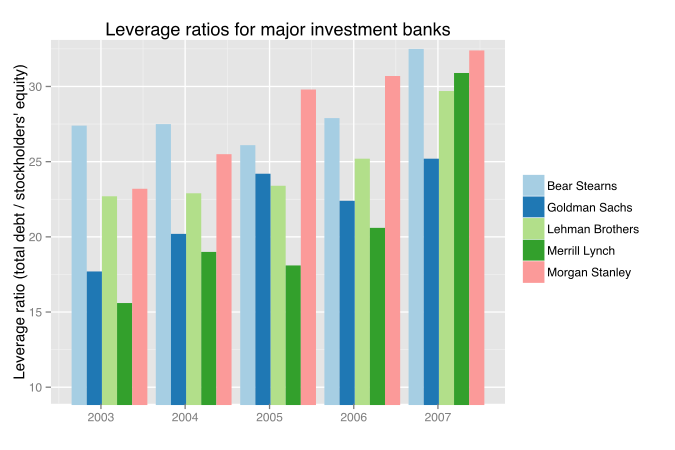 Leverage ratios for major investment banks
Leverage ratio (total debt / stockholders' equity)
30
25
20
15
10
2003 2004 2005 2006 2007
Bear Stearns
Goldman Sachs
Lehman Brothers
Merrill Lynch
Morgan Stanley